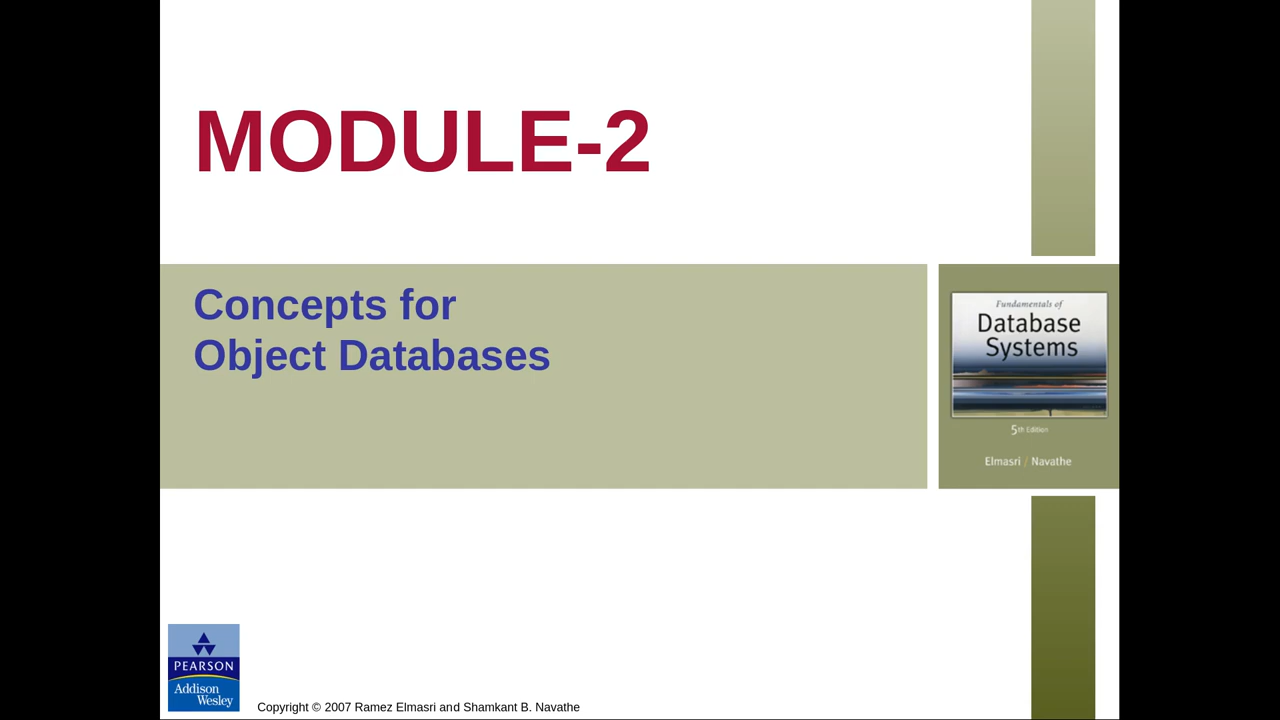 MODULE-2
Concepts for
Object Databases
Fundamentals of
Database
Systems
5th Edition
Elmasri / Navathe
PEARSON
Addison
Wesley
Copyright © 2007 Ramez Elmasri and Shamkant B. Navathe